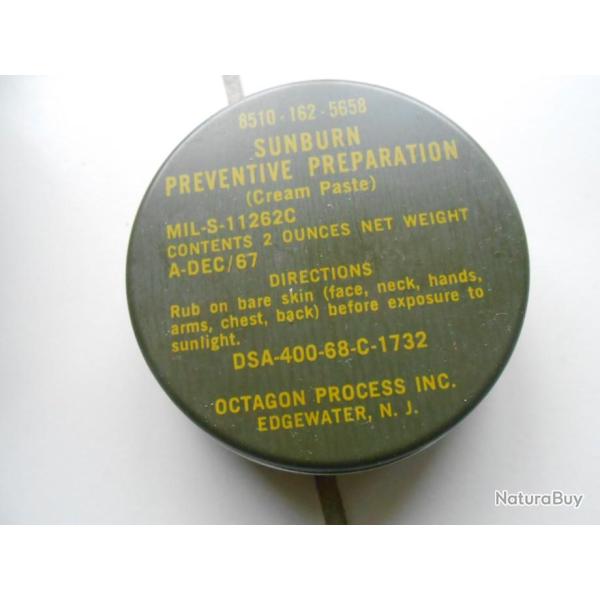 8510-162-5658
SUNBURN
PREVENTIVE PREPARATION
(Cream Paste)
MIL-S-11262C
CONTENTS 2 OUNCES NET WEIGHT
A-DEC/67
DIRECTIONS
Rub on bare skin (face, neck, hands,
arms, chest, back) before exposure to
sunlight.
DSA-400-68-C-1732
OCTAGON PROCESS INC.
EDGEWATER, N. J.
NaturaBuy